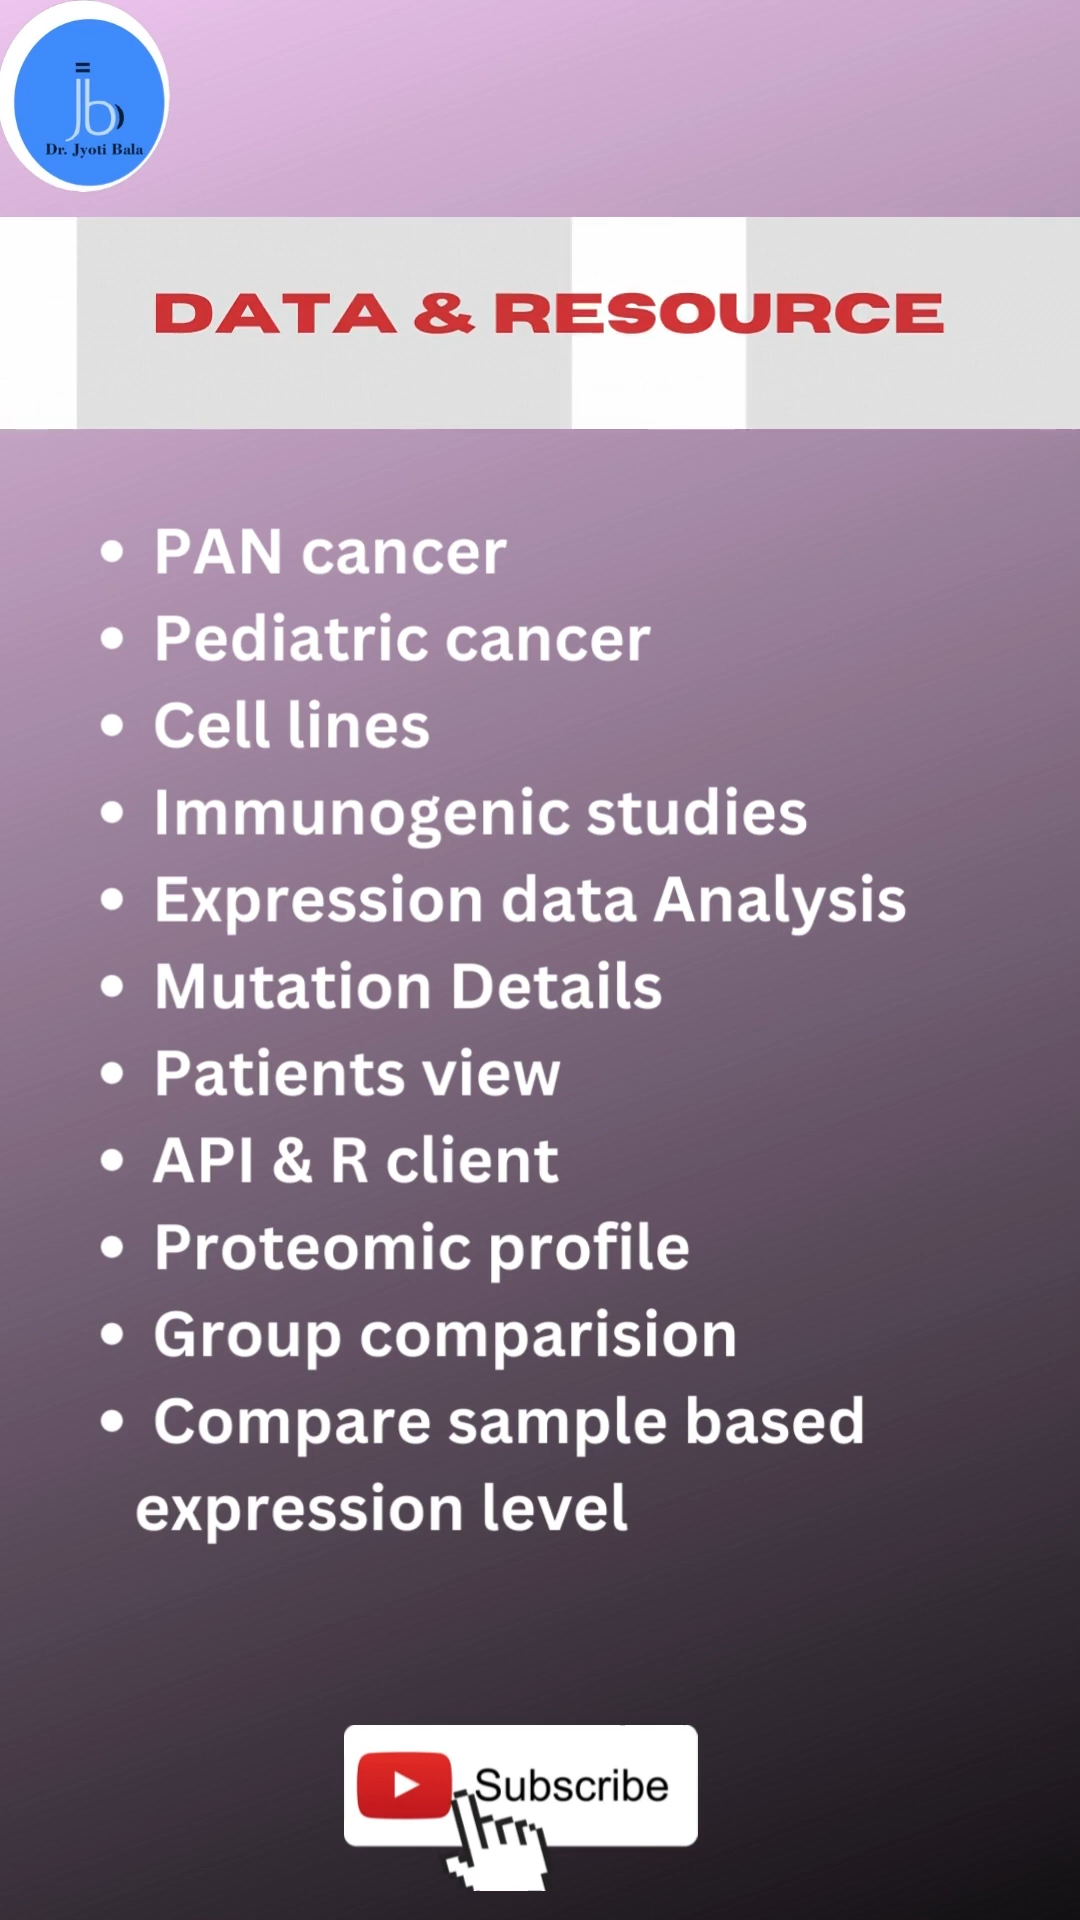 Jb
Dr. Jyoti Bala
DATA & RESOURCE
• PAN cancer
• Pediatric cancer
• Cell lines
• Immunogenic studies
• Expression data Analysis
• Mutation Details
• Patients view
• API & R client
• Proteomic profile
• Group comparision
• Compare sample based
expression level
Subscribe